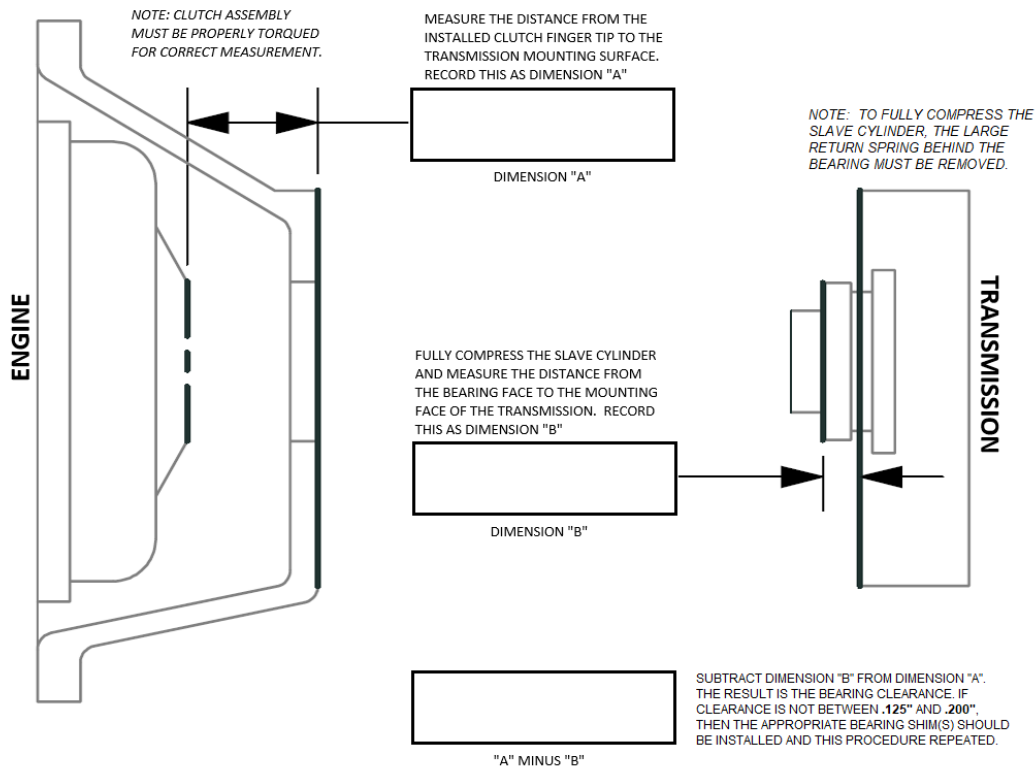 NOTE: CLUTCH ASSEMBLY
MUST BE PROPERLY TORQUED
FOR CORRECT MEASUREMENT.
MEASURE THE DISTANCE FROM THE
INSTALLED CLUTCH FINGER TIP TO THE
TRANSMISSION MOUNTING SURFACE.
RECORD THIS AS DIMENSION "A"
DIMENSION "A"
NOTE: TO FULLY COMPRESS THE
SLAVE CYLINDER, THE LARGE
RETURN SPRING BEHIND THE
BEARING MUST BE REMOVED.
ENGINE
TRANSMISSION
FULLY COMPRESS THE SLAVE CYLINDER
AND MEASURE THE DISTANCE FROM
THE BEARING FACE TO THE MOUNTING
FACE OF THE TRANSMISSION. RECORD
THIS AS DIMENSION "B"
DIMENSION "B"
SUBTRACT DIMENSION "B" FROM DIMENSION "A".
THE RESULT IS THE BEARING CLEARANCE. IF
CLEARANCE IS NOT BETWEEN .125" AND .200",
THEN THE APPROPRIATE BEARING SHIM(S) SHOULD
BE INSTALLED AND THIS PROCEDURE REPEATED.
"A" MINUS "B"